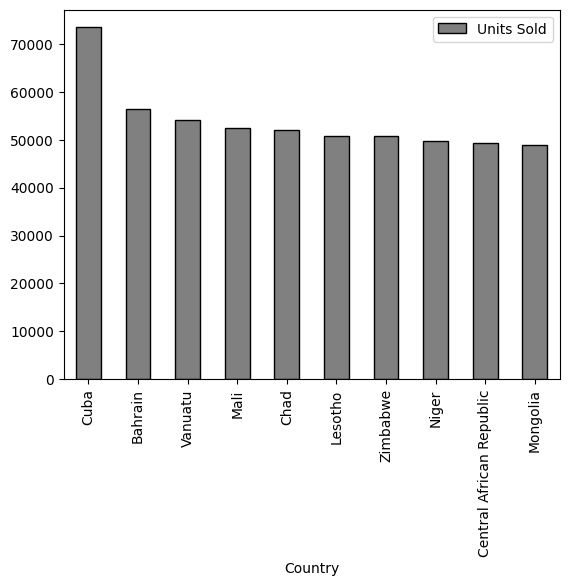 Units Sold
70000
60000
50000
40000
30000
20000
10000
0
Cuba
Bahrain
Vanuatu
Mali
Chad
Lesotho
Zimbabwe
Niger
Central African Republic
Mongolia
Country